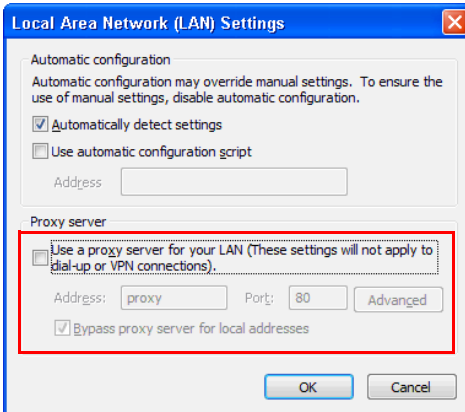 Local Area Network (LAN) Settings
Automatic configuration
Automatic configuration may override manual settings. To ensure the
use of manual settings, disable automatic configuration.
Automatically detect settings
Use automatic configuration script
Address
Proxy server
Use a proxy server for your LAN (These settings will not apply to
dial-up or VPN connections).
Address: proxy Port: 80 Advanced
Bypass proxy server for local addresses
OK Cancel